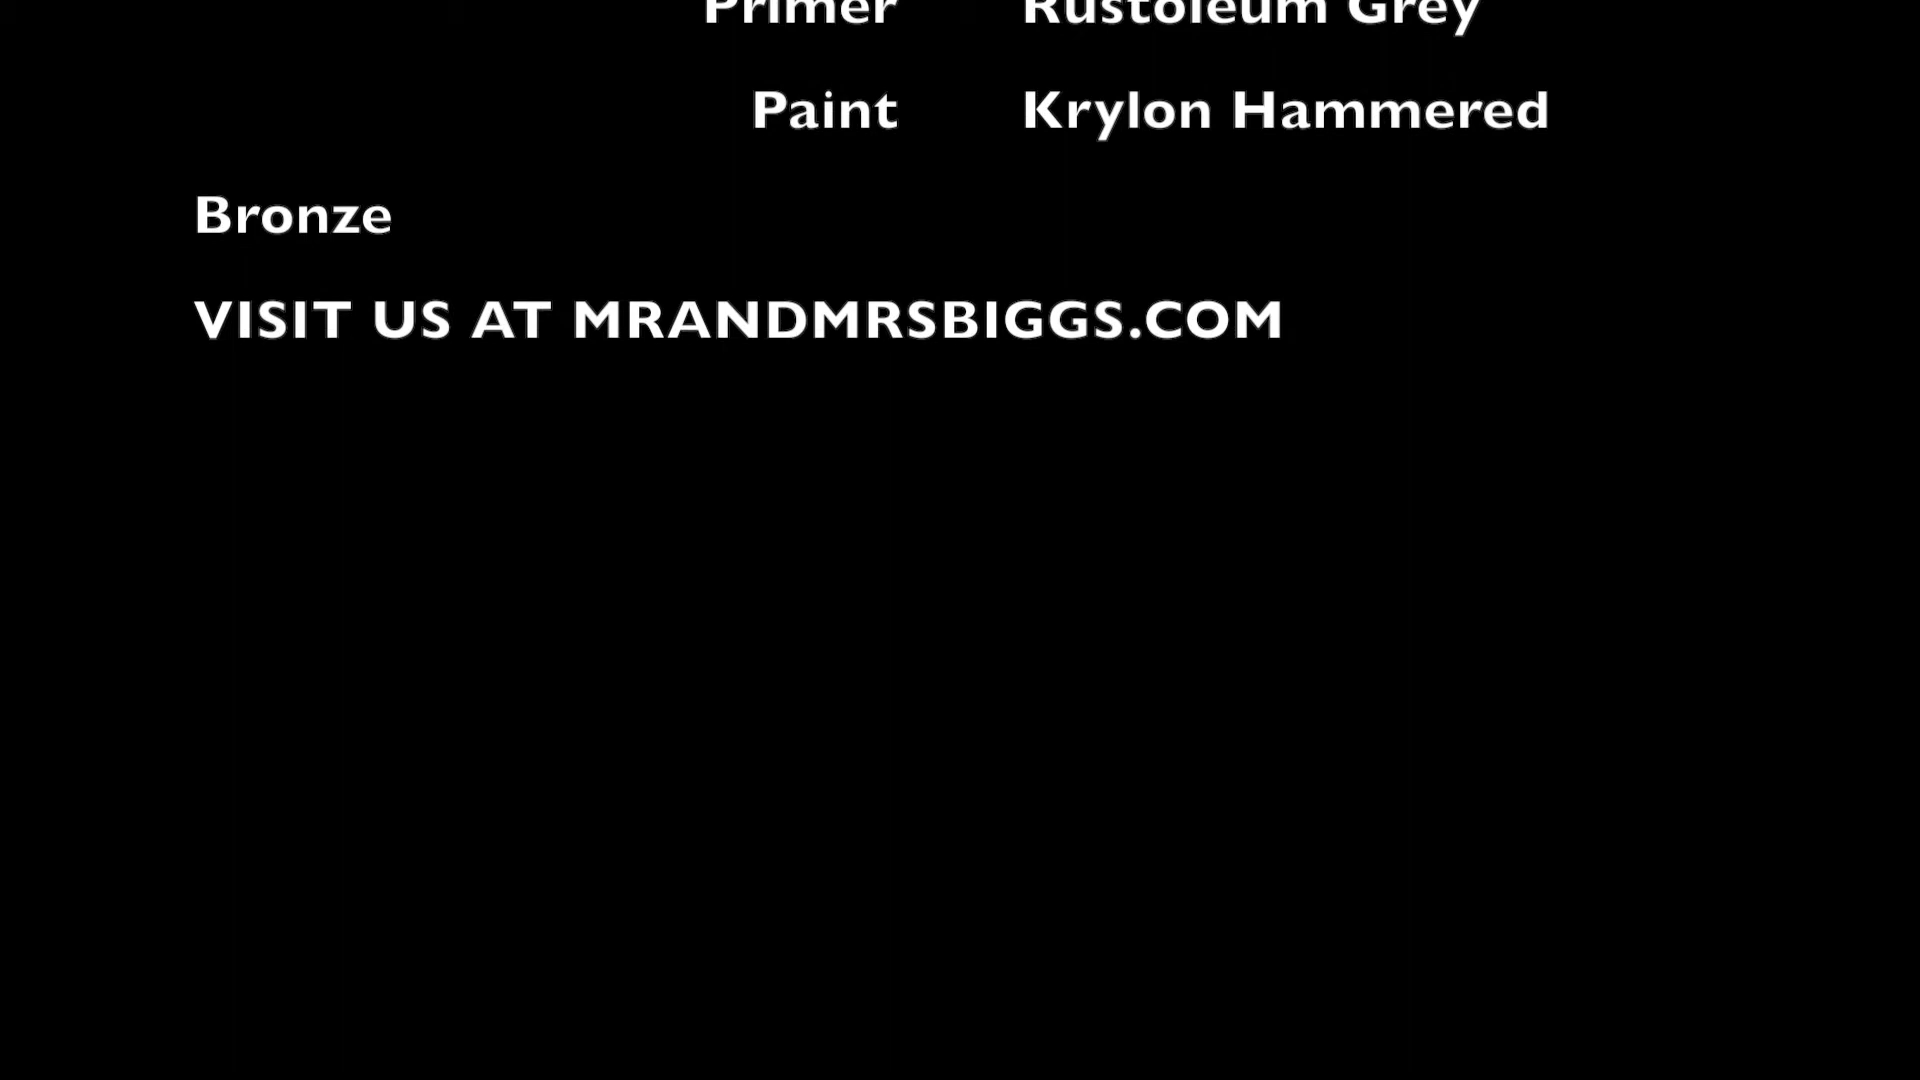 Primer Rustoleum Grey
Paint Krylon Hammered
Bronze
VISIT US AT MRANDMRSBIGGS.COM